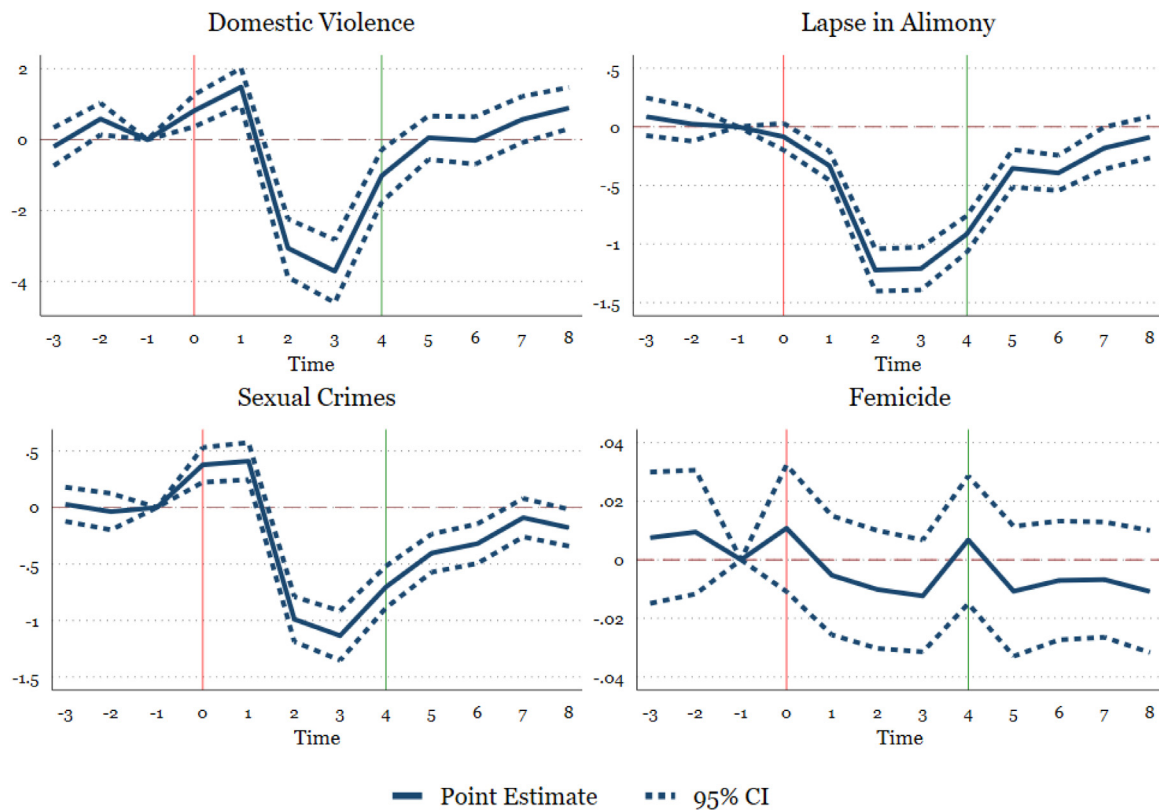 Domestic Violence
2
0
-2
-4
-3 -2 -1 0 1 2 3 4 5 6 7 8
Time
Lapse in Alimony
.5
0
-.5
-1
-1.5
-3 -2 -1 0 1 2 3 4 5 6 7 8
Time
Sexual Crimes
.5
0
-.5
-1
-1.5
-3 -2 -1 0 1 2 3 4 5 6 7 8
Time
Femicide
.04
.02
0
-.02
-.04
-3 -2 -1 0 1 2 3 4 5 6 7 8
Time
Point Estimate 95% CI